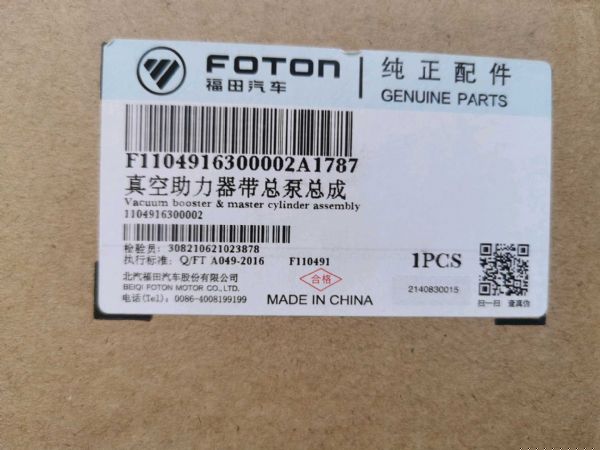 FOTON
福田汽车
纯正配件
GENUINE PARTS
F1104916300002A1787
真空助力器带总泵总成
Vacuum booster & master cylinder assembly
1104916300002
检验员: 308210621023878
执行标准: Q/FT A049-2016 F110491
合格
1PCS
北汽福田汽车股份有限公司
BEIQI FOTON MOTOR CO., LTD.
电话(Tel): 0086-4008199199
MADE IN CHINA
2140830015
扫一扫 查真伪